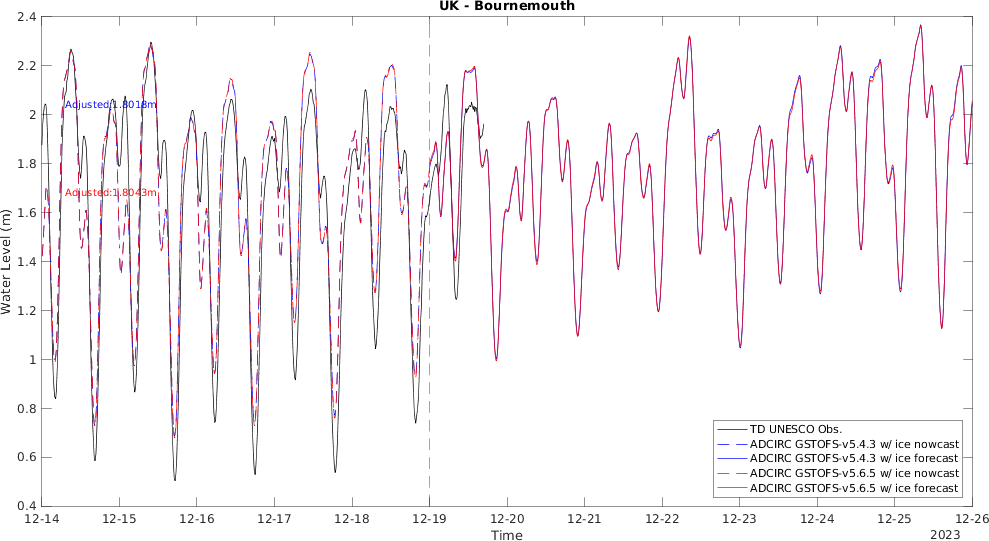 UK - Bournemouth
2.4
2.2
2
1.8
1.6
1.4
1.2
1
0.8
0.6
0.4
Water Level (m)
Adjusted:1.8018m
Adjusted:1.8043m
TD UNESCO Obs.
ADCIRC GSTOFS-v5.4.3 w/ ice nowcast
ADCIRC GSTOFS-v5.4.3 w/ ice forecast
ADCIRC GSTOFS-v5.6.5 w/ ice nowcast
ADCIRC GSTOFS-v5.6.5 w/ ice forecast
12-14 12-15 12-16 12-17 12-18 12-19 12-20 12-21 12-22 12-23 12-24 12-25 12-26
Time
2023